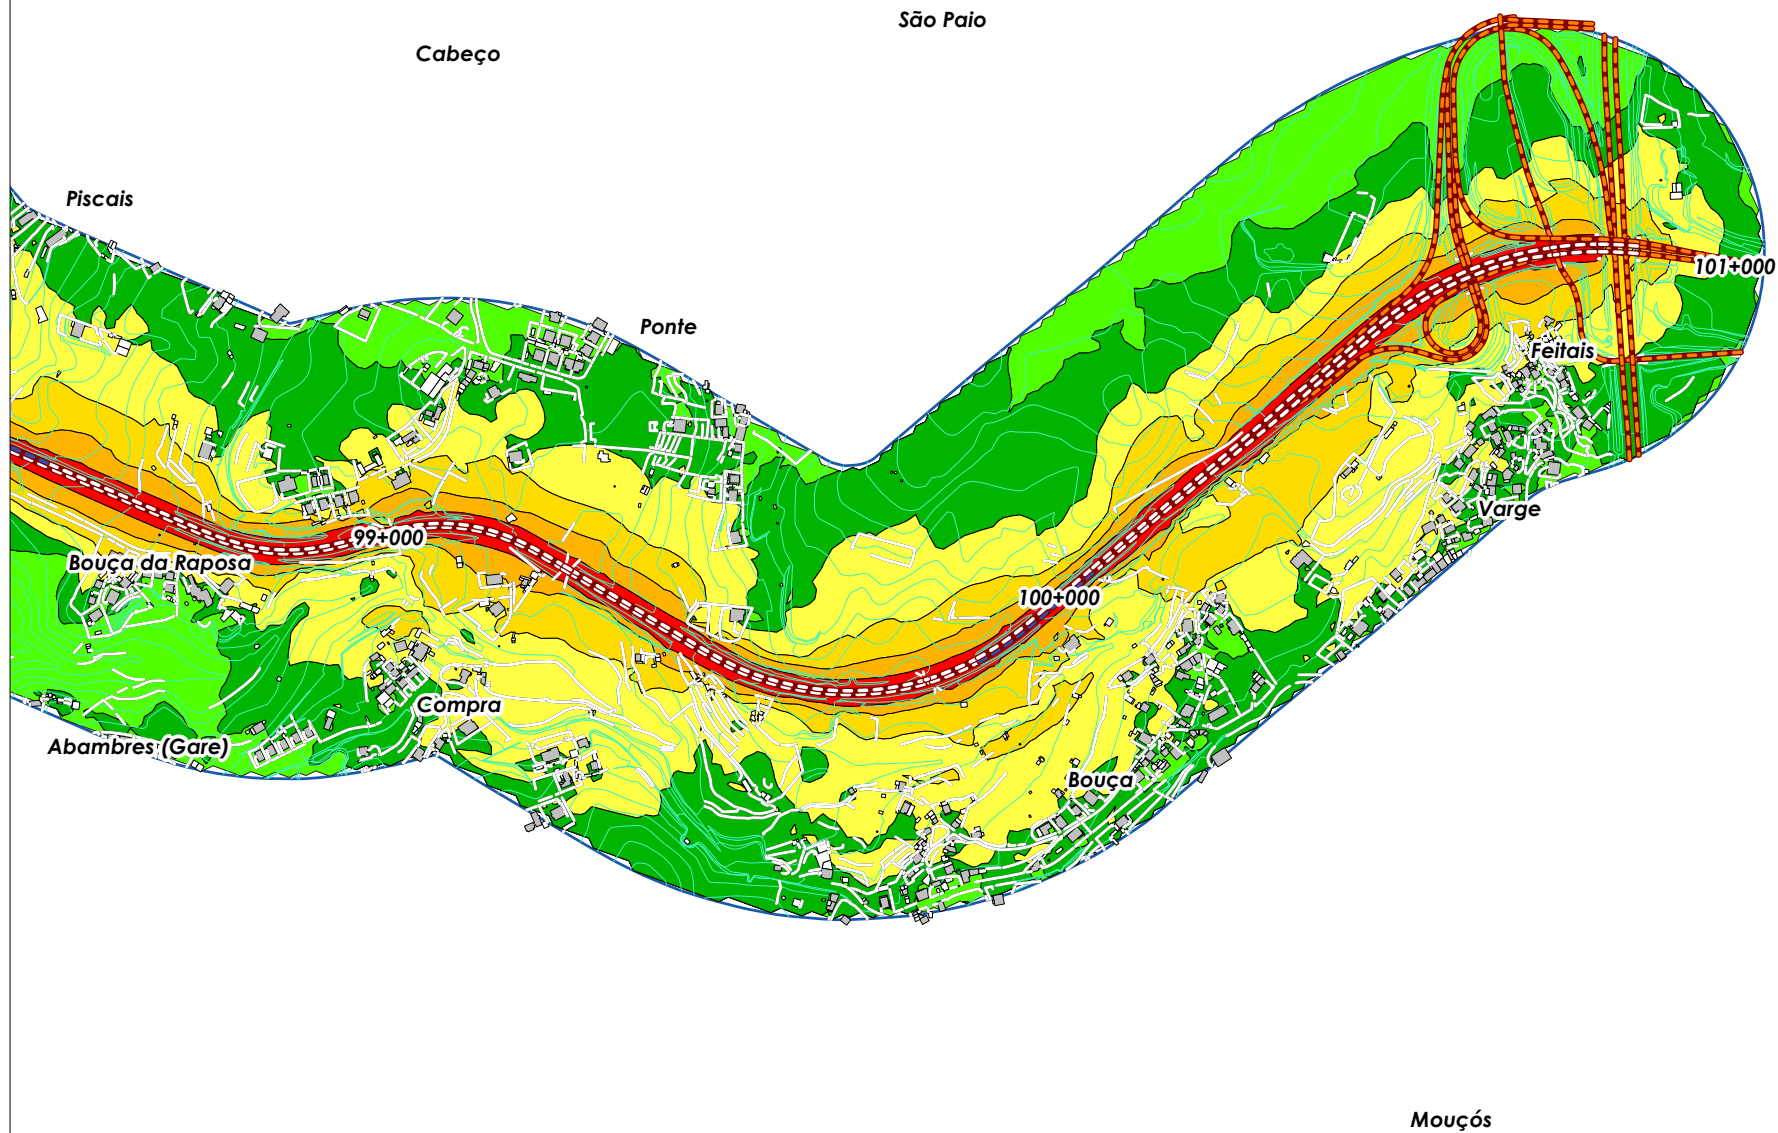 São Paio
Cabeço
Piscais
101+000
Ponte
Feitais
Varge
99+000
Bouça da Raposa
100+000
Compra
Abambres (Gare)
Bouça
Mouçós